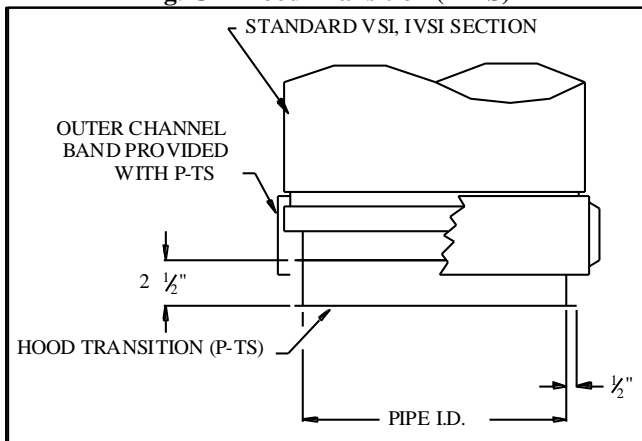 STANDARD VSI, IVSI SECTION
OUTER CHANNEL
BAND PROVIDED
WITH P-TS
2 ½"
HOOD TRANSITION (P-TS)
½"
PIPE I.D.